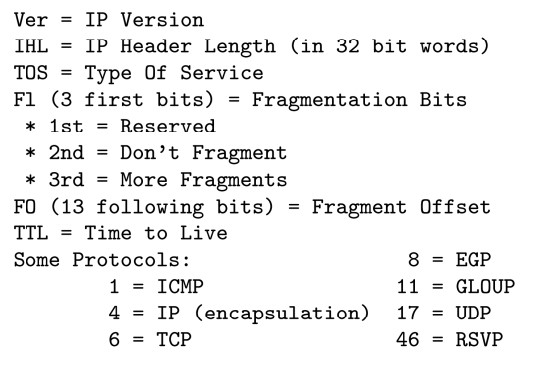 Ver = IP Version
IHL = IP Header Length (in 32 bit words)
TOS = Type Of Service
Fl (3 first bits) = Fragmentation Bits
* 1st = Reserved
* 2nd = Don't Fragment
* 3rd = More Fragments
FO (13 following bits) = Fragment Offset
TTL = Time to Live
Some Protocols: 8 = EGP
1 = ICMP 11 = GLOUP
4 = IP (encapsulation) 17 = UDP
6 = TCP 46 = RSVP